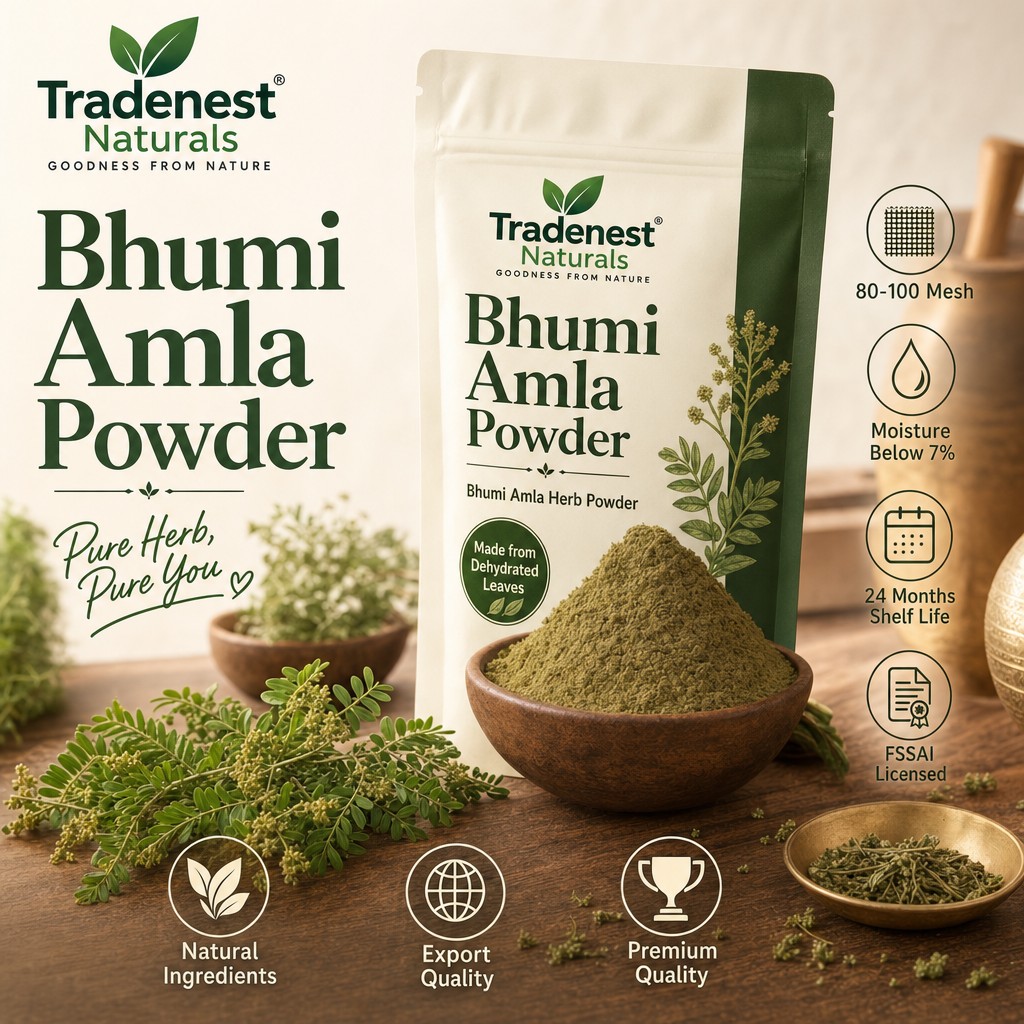 Tradenest®
Naturals
GOODNESS FROM NATURE
Bhumi
Amla
Powder
Pure Herb,
Pure You
Tradenest®
Naturals
GOODNESS FROM NATURE
Bhumi
Amla
Powder
Bhumi Amla Herb Powder
Made from
Dehydrated
Leaves
80-100 Mesh
Moisture
Below 7%
24 Months
Shelf Life
FSSAI
Licensed
Natural
Ingredients
Export
Quality
Premium
Quality